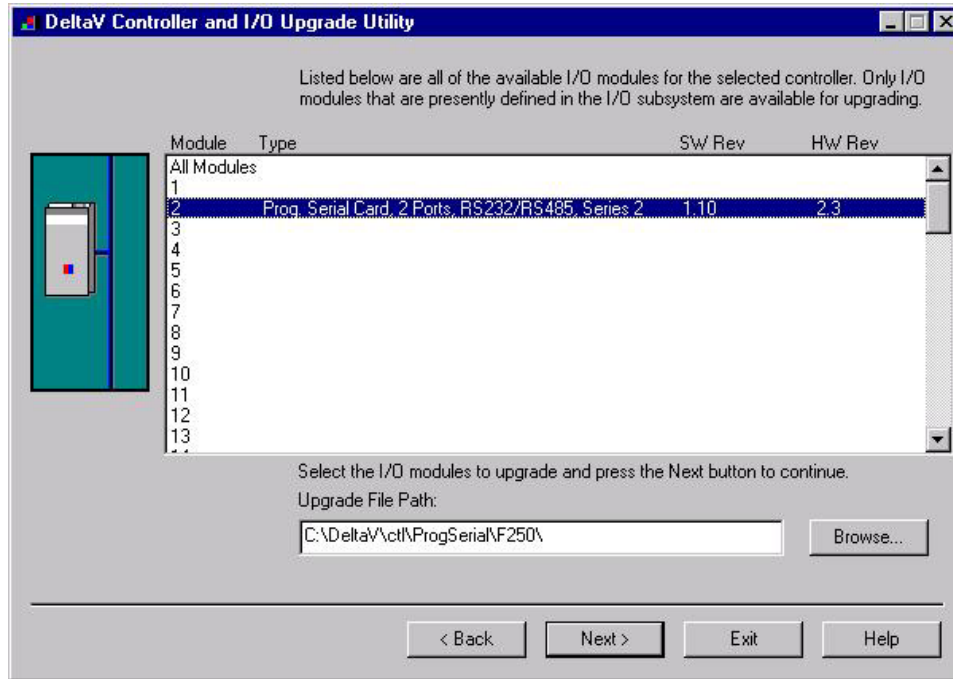 DeltaV Controller and I/O Upgrade Utility
Listed below are all of the available I/O modules for the selected controller. Only I/O
modules that are presently defined in the I/O subsystem are available for upgrading.
Module Type SW Rev HW Rev
All Modules
1
2 Prog. Serial Card, 2 Ports, RS232/RS485, Series 2 1.10 2.3
3
4
5
6
7
8
9
10
11
12
13
Select the I/O modules to upgrade and press the Next button to continue.
Upgrade File Path:
C:\DeltaV\ctl\ProgSerial\F250\
Browse...
< Back Next > Exit Help